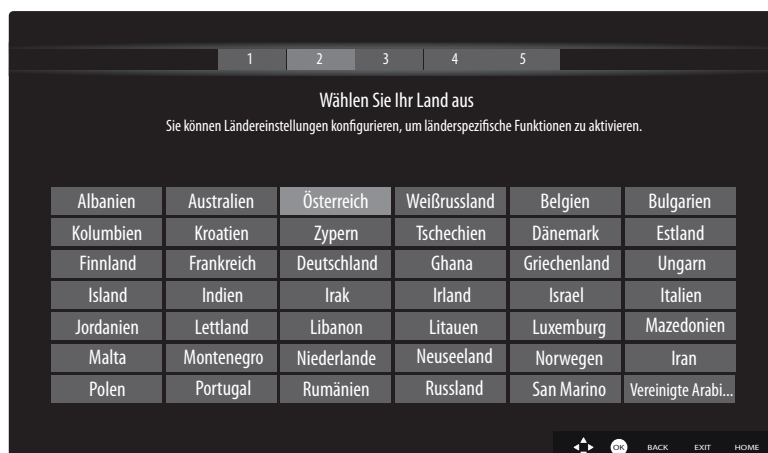 1 2 3 4 5
Wählen Sie Ihr Land aus
Sie können Ländereinstellungen konfigurieren, um länderspezifische Funktionen zu aktivieren.
Albanien Australien Österreich Weißrussland Belgien Bulgarien
Kolumbien Kroatien Zypern Tschechien Dänemark Estland
Finnland Frankreich Deutschland Ghana Griechenland Ungarn
Island Indien Irak Irland Israel Italien
Jordanien Lettland Libanon Litauen Luxemburg Mazedonien
Malta Montenegro Niederlande Neuseeland Norwegen Iran
Polen Portugal Rumänien Russland San Marino Vereinigte Arabi...
OK BACK EXIT HOME